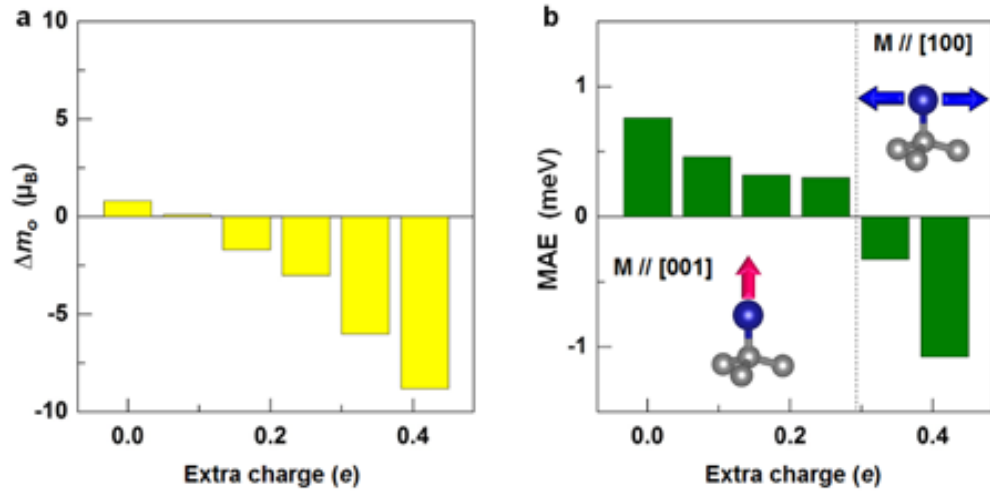 a
10
5
0
-5
-10
Δmₒ (μ_B)
0.0
0.2
0.4
Extra charge (e)
b
1
0
-1
MAE (meV)
M // [100]
M // [001]
0.0
0.2
0.4
Extra charge (e)